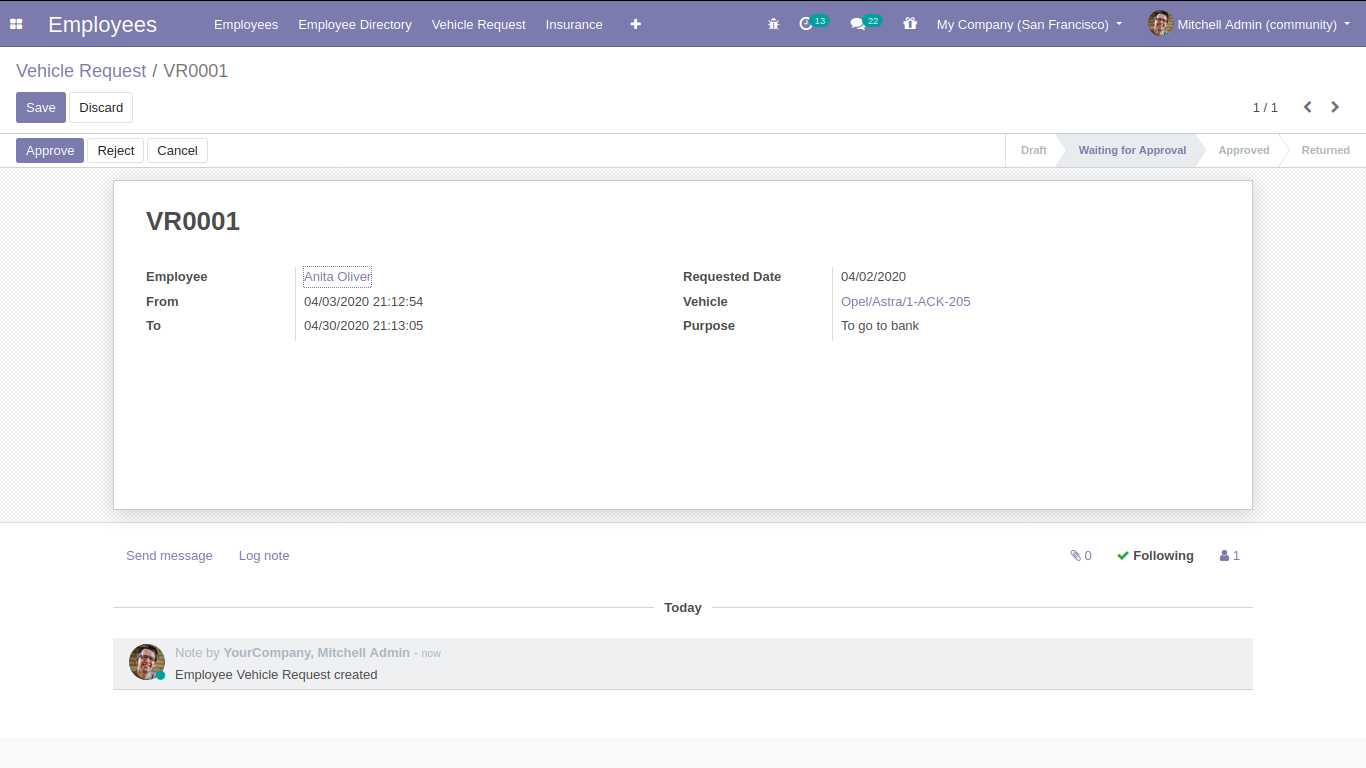 Employees Employees Employee Directory Vehicle Request Insurance 13 22 My Company (San Francisco) Mitchell Admin (community)
Vehicle Request / VR0001
Save Discard 1 / 1
Approve Reject Cancel Draft Waiting for Approval Approved Returned
VR0001
Employee Anita Oliver Requested Date 04/02/2020
From 04/03/2020 21:12:54 Vehicle Opel/Astra/1-ACK-205
To 04/30/2020 21:13:05 Purpose To go to bank
Send message Log note 0 Following 1
Today
Note by YourCompany, Mitchell Admin - now
Employee Vehicle Request created